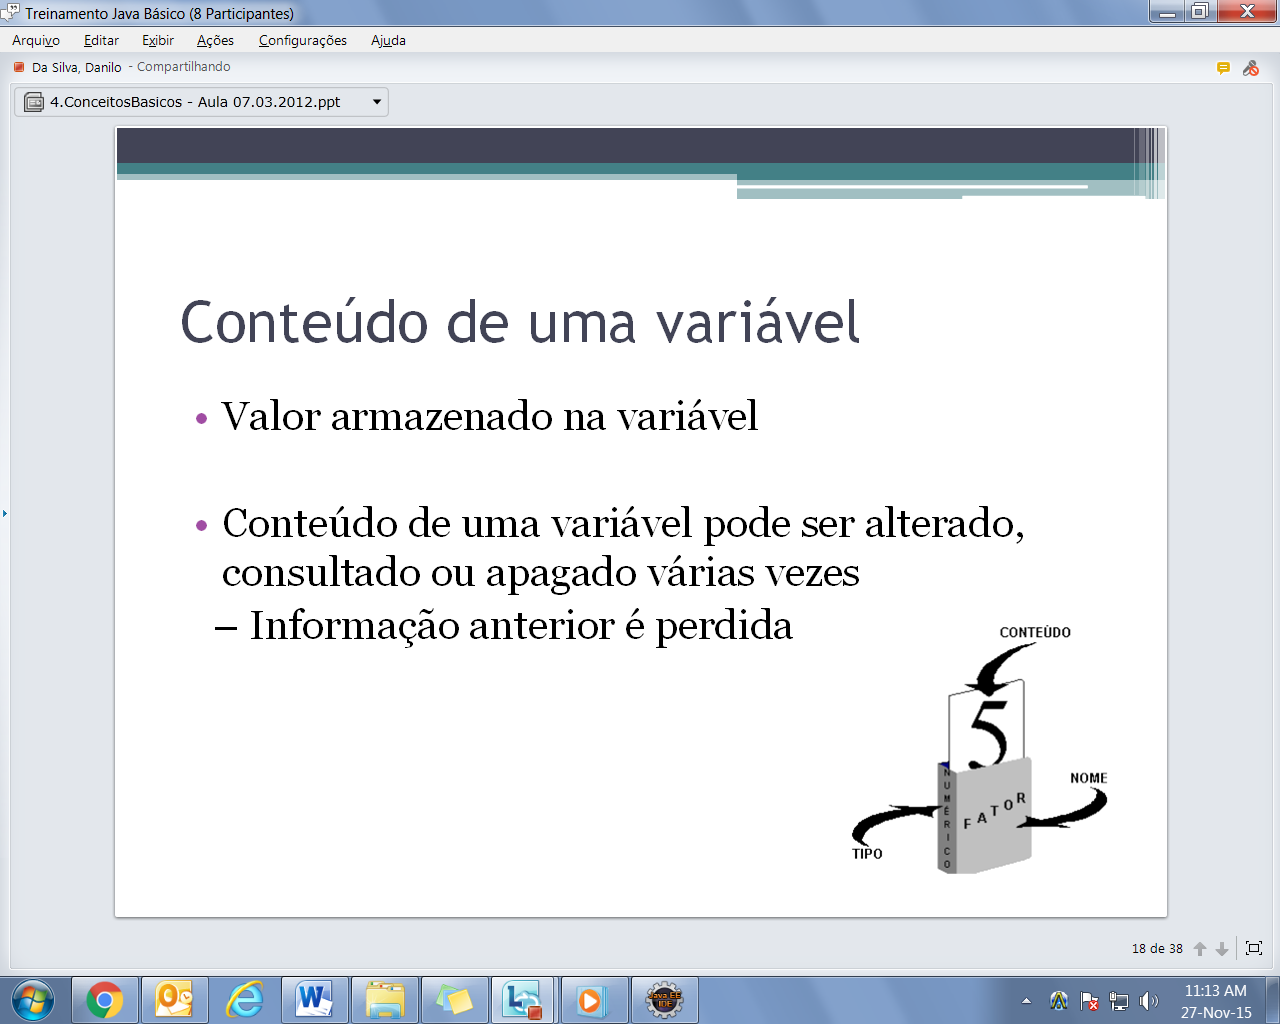 Treinamento Java Básico (8 Participantes)
Arquivo Editar Exibir Ações Configurações Ajuda
Da Silva, Danilo - Compartilhando
4.ConceitosBasicos - Aula 07.03.2012.ppt
Conteúdo de uma variável
• Valor armazenado na variável
• Conteúdo de uma variável pode ser alterado,
consultado ou apagado várias vezes
– Informação anterior é perdida
CONTEÚDO
5
NUMÉRICO
FATOR
NOME
TIPO
18 de 38
Java EE
IDE
11:13 AM
27-Nov-15